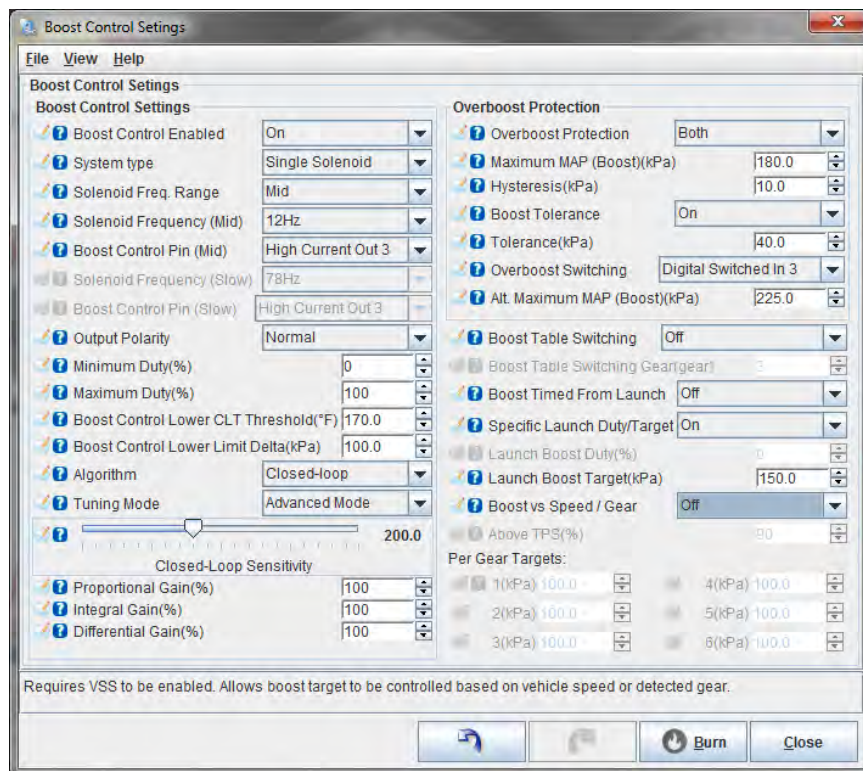 Boost Control Setings
File View Help
Boost Control Setings
Boost Control Settings
Boost Control Enabled On
System type Single Solenoid
Solenoid Freq. Range Mid
Solenoid Frequency (Mid) 12Hz
Boost Control Pin (Mid) High Current Out 3
Solenoid Frequency (Slow) 78Hz
Boost Control Pin (Slow) High Current Out 3
Output Polarity Normal
Minimum Duty(%) 0
Maximum Duty(%) 100
Boost Control Lower CLT Threshold(°F) 170.0
Boost Control Lower Limit Delta(kPa) 100.0
Algorithm Closed-loop
Tuning Mode Advanced Mode
200.0
Closed-Loop Sensitivity
Proportional Gain(%) 100
Integral Gain(%) 100
Differential Gain(%) 100
Overboost Protection
Overboost Protection Both
Maximum MAP (Boost)(kPa) 180.0
Hysteresis(kPa) 10.0
Boost Tolerance On
Tolerance(kPa) 40.0
Overboost Switching Digital Switched In 3
Alt. Maximum MAP (Boost)(kPa) 225.0
Boost Table Switching Off
Boost Table Switching Gear(gear) 3
Boost Timed From Launch Off
Specific Launch Duty/Target On
Launch Boost Duty(%) 0
Launch Boost Target(kPa) 150.0
Boost vs Speed / Gear Off
Above TPS(%) 90
Per Gear Targets:
1(kPa) 100.0 4(kPa) 100.0
2(kPa) 100.0 5(kPa) 100.0
3(kPa) 100.0 6(kPa) 100.0
Requires VSS to be enabled. Allows boost target to be controlled based on vehicle speed or detected gear.
Burn Close